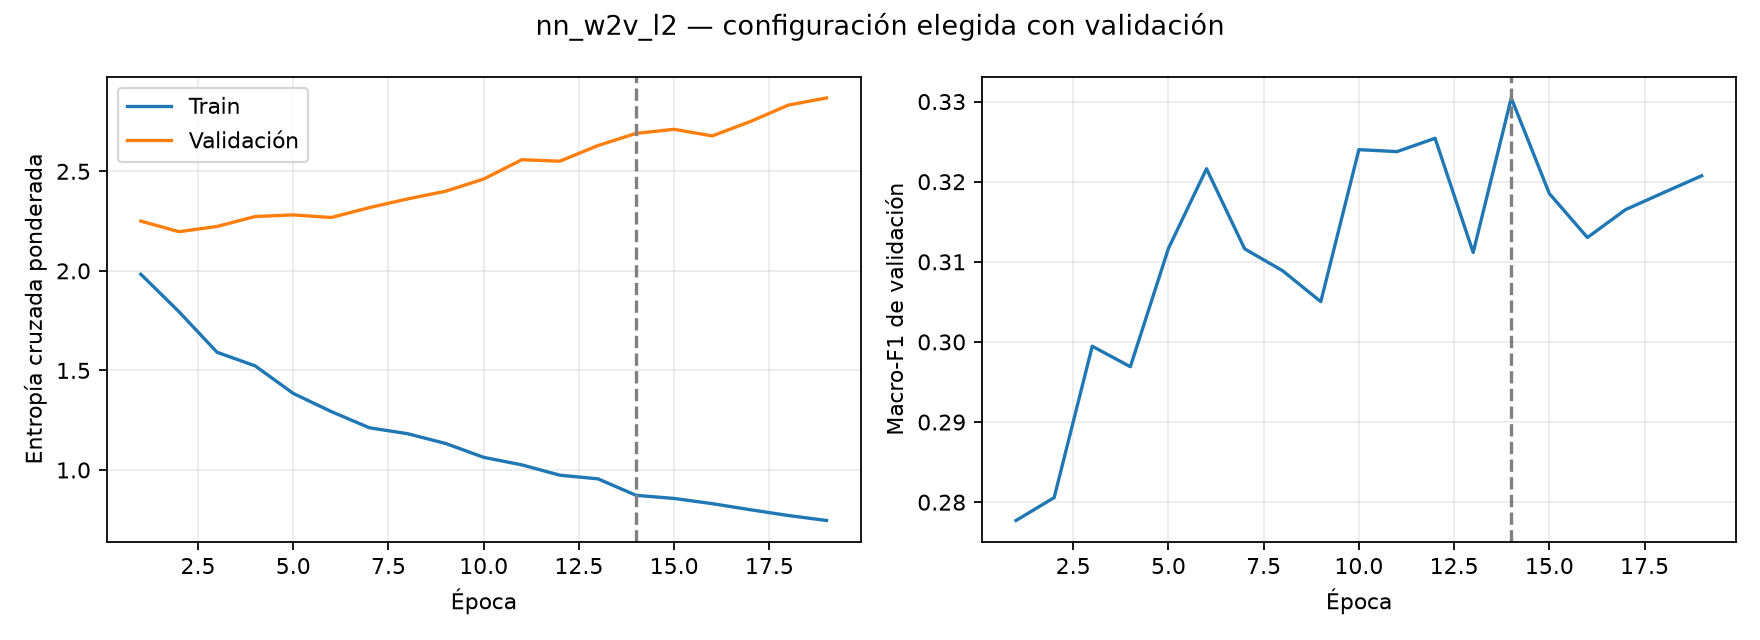 nn_w2v_l2 — configuración elegida con validación
Train
Validación
Entropía cruzada ponderada
2.5
2.0
1.5
1.0
2.5 5.0 7.5 10.0 12.5 15.0 17.5
Época
Macro-F1 de validación
0.33
0.32
0.31
0.30
0.29
0.28
2.5 5.0 7.5 10.0 12.5 15.0 17.5
Época